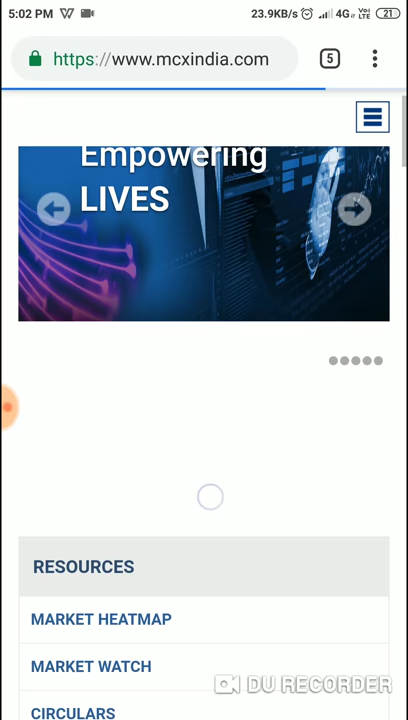 5:02 PM 23.9KB/s 4G VoLTE 21
https://www.mcxindia.com 5
Empowering
LIVES
RESOURCES
MARKET HEATMAP
MARKET WATCH
DU RECORDER
CIRCULARS